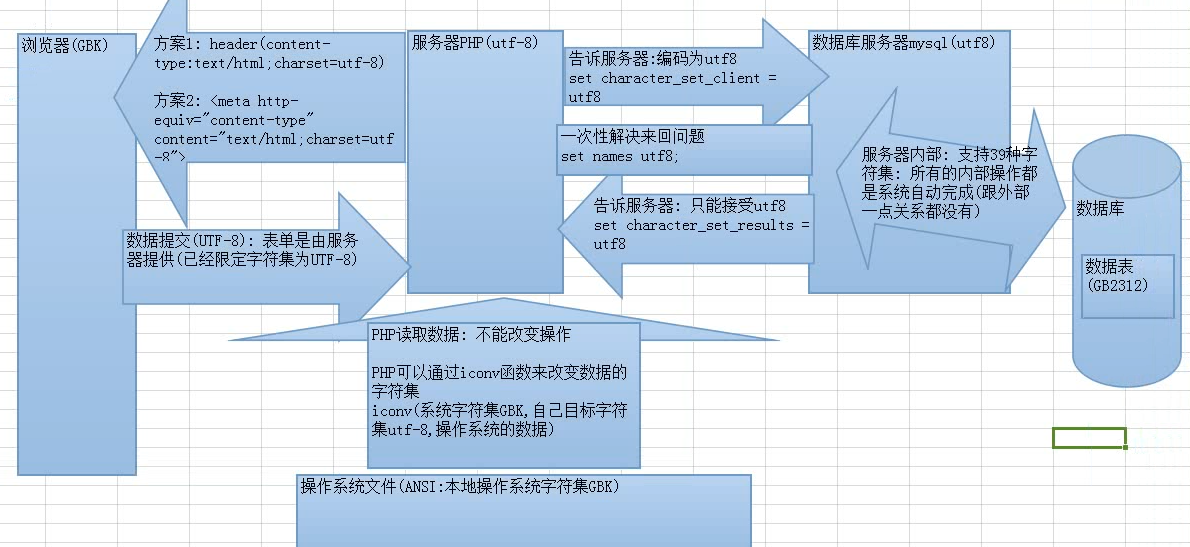 浏览器(GBK)
方案1: header(content-
type:text/html;charset=utf-8)
方案2: <meta http-
equiv="content-type"
content="text/html;charset=utf
-8">
数据提交(UTF-8): 表单是由服务
器提供(已经限定字符集为UTF-8)
服务器PHP(utf-8)
告诉服务器:编码为utf8
set character_set_client =
utf8
一次性解决来回问题
set names utf8;
告诉服务器: 只能接受utf8
set character_set_results =
utf8
数据库服务器mysql(utf8)
服务器内部: 支持39种字
符集: 所有的内部操作都
是系统自动完成(跟外部
一点关系都没有)
数据库
数据表
(GB2312)
PHP读取数据: 不能改变操作
PHP可以通过iconv函数来改变数据的
字符集
iconv(系统字符集GBK,自己目标字符
集utf-8,操作系统的数据)
操作系统文件(ANSI:本地操作系统字符集GBK)